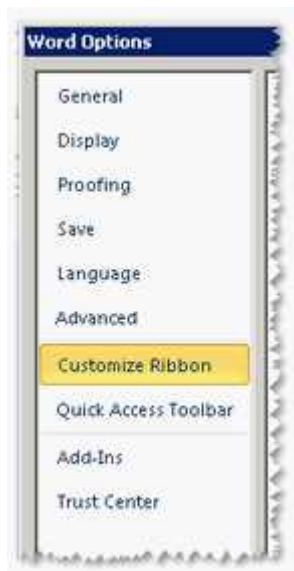 Word Options
General
Display
Proofing
Save
Language
Advanced
Customize Ribbon
Quick Access Toolbar
Add-Ins
Trust Center